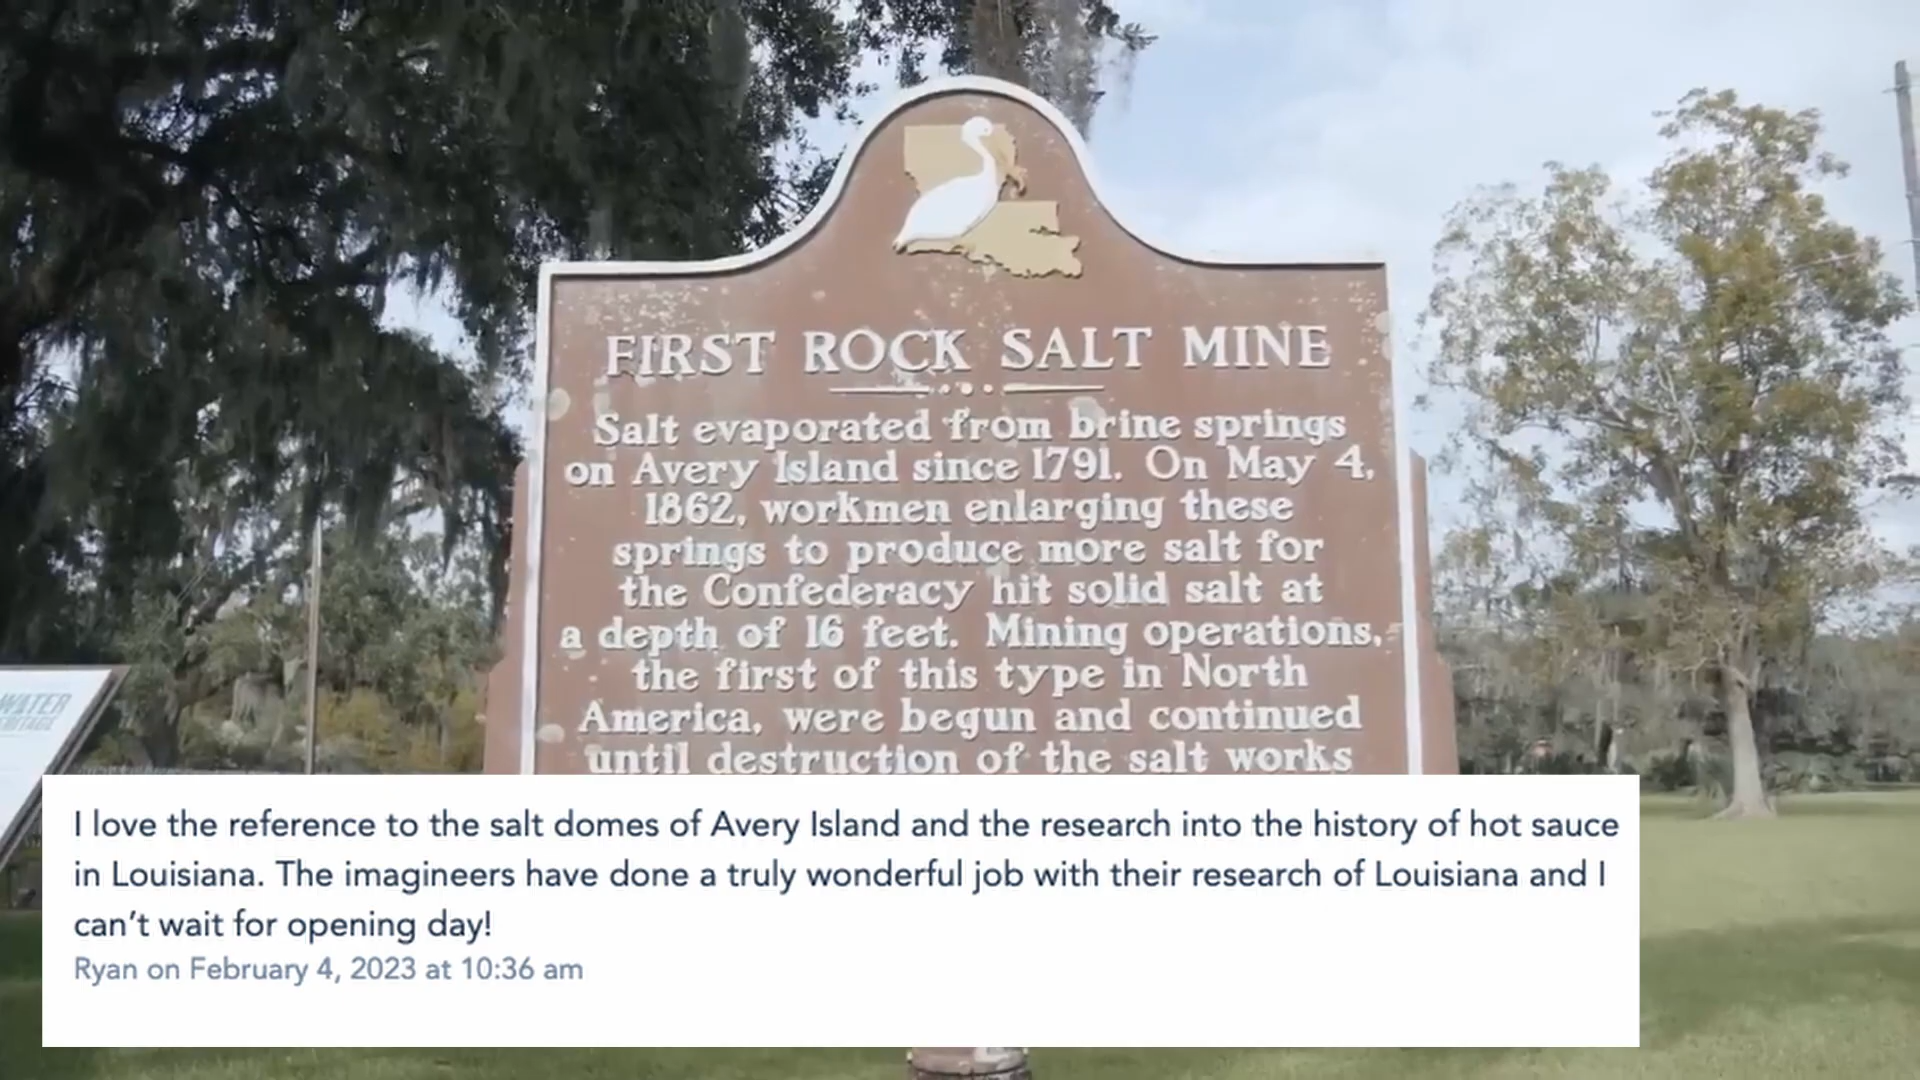 FIRST ROCK SALT MINE
Salt evaporated from brine springs
on Avery Island since 1791. On May 4,
1862, workmen enlarging these
springs to produce more salt for
the Confederacy hit solid salt at
a depth of 16 feet. Mining operations,
the first of this type in North
America, were begun and continued
until destruction of the salt works
WATER
I love the reference to the salt domes of Avery Island and the research into the history of hot sauce
in Louisiana. The imagineers have done a truly wonderful job with their research of Louisiana and I
can't wait for opening day!
Ryan on February 4, 2023 at 10:36 am